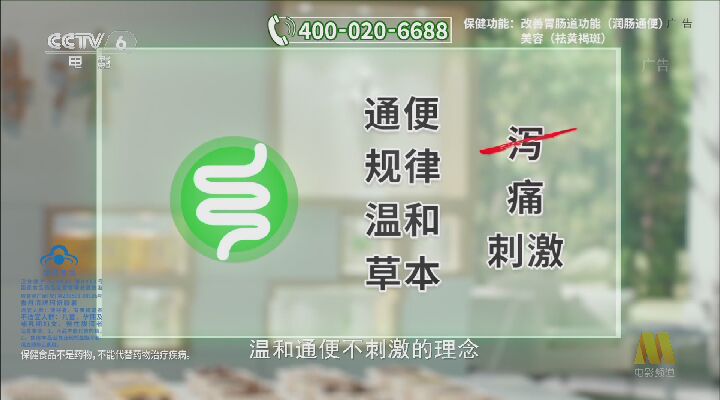 400-020-6688
保健功能：改善胃肠道功能（润肠通便）
美容（祛黄褐斑）
广告
CCTV 6
电影
广告
通便
规律
温和
草本
泻
痛
刺激
保健食品不是药物，不能代替药物治疗疾病。
温和通便不刺激的理念
电影频道